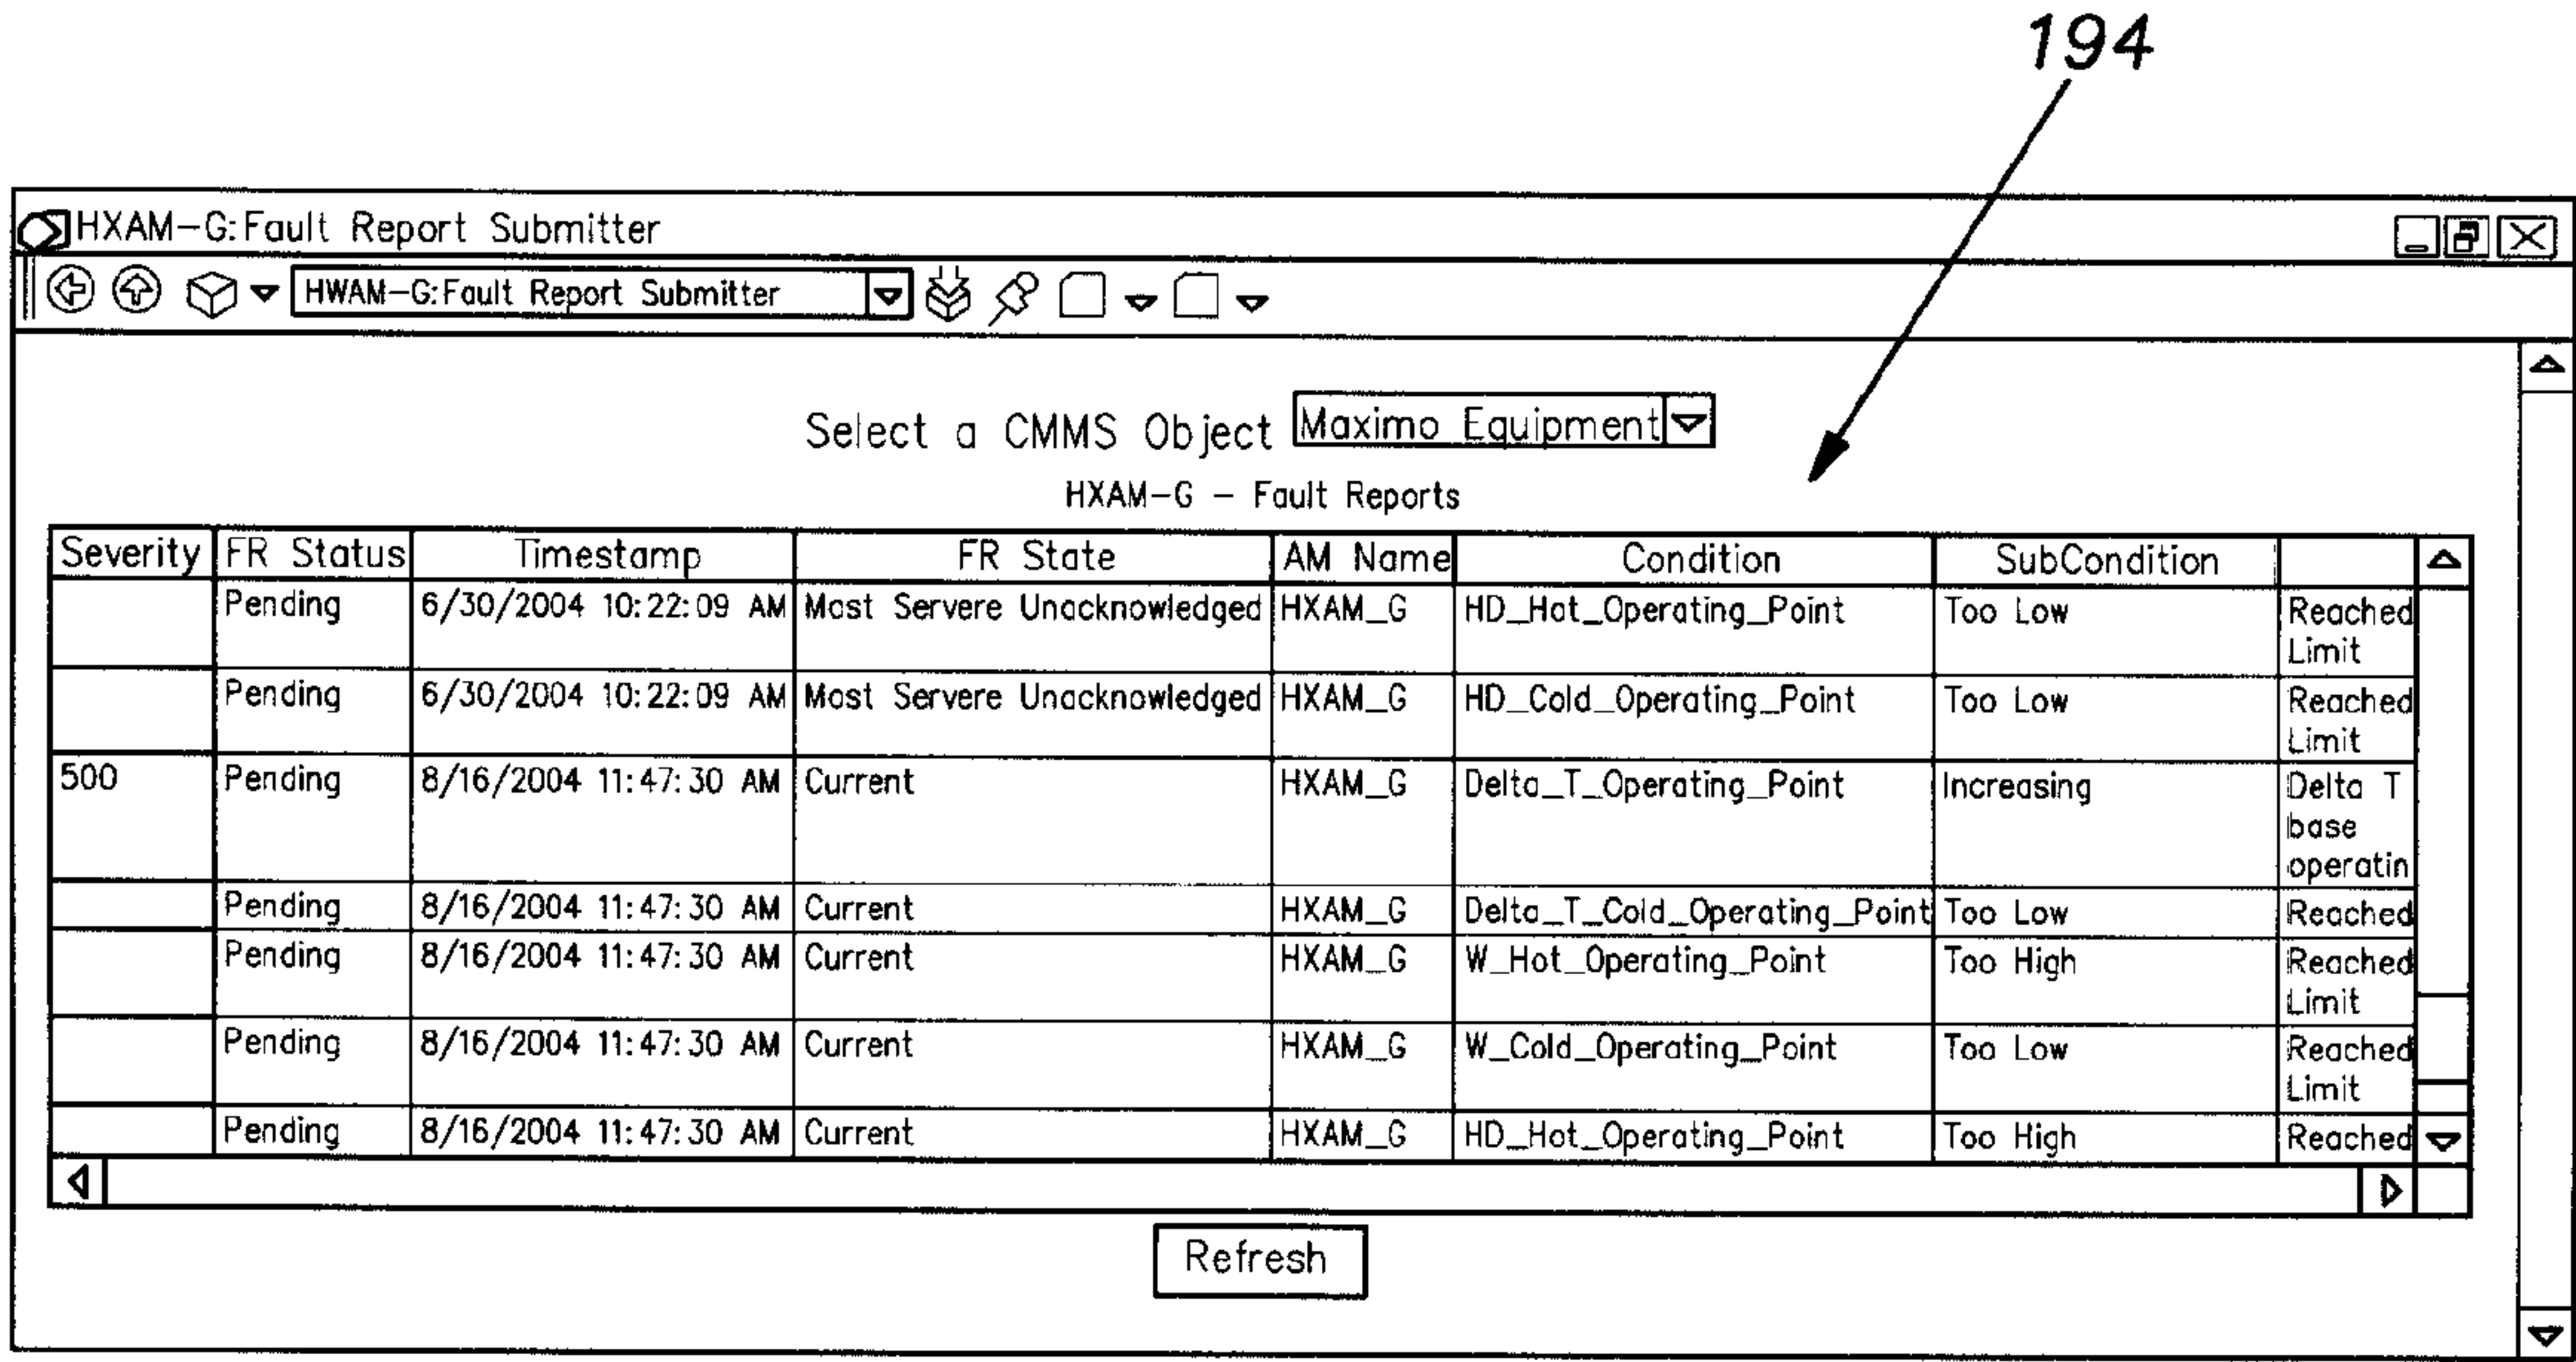 194
HXAM-G:Fault Report Submitter
HWAM-G:Fault Report Submitter
Select a CMMS Object Maximo Equipment
HXAM-G - Fault Reports
Severity FR Status Timestamp FR State AM Name Condition SubCondition
Pending 6/30/2004 10:22:09 AM Most Servere Unacknowledged HXAM_G HD_Hot_Operating_Point Too Low Reached
Limit
Pending 6/30/2004 10:22:09 AM Most Servere Unacknowledged HXAM_G HD_Cold_Operating_Point Too Low Reached
Limit
500 Pending 8/16/2004 11:47:30 AM Current HXAM_G Delta_T_Operating_Point Increasing Delta T
base
operatin
Pending 8/16/2004 11:47:30 AM Current HXAM_G Delta_T_Cold_Operating_Point Too Low Reached
Pending 8/16/2004 11:47:30 AM Current HXAM_G W_Hot_Operating_Point Too High Reached
Limit
Pending 8/16/2004 11:47:30 AM Current HXAM_G W_Cold_Operating_Point Too Low Reached
Limit
Pending 8/16/2004 11:47:30 AM Current HXAM_G HD_Hot_Operating_Point Too High Reached
Refresh